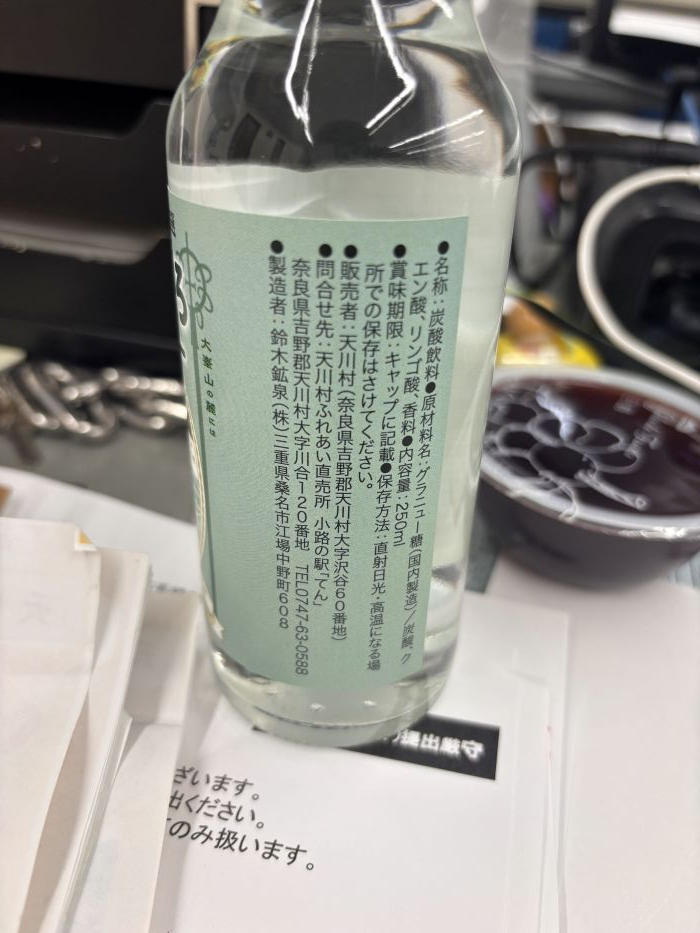 ●名称：炭酸飲料●原材料名：グラニュー糖（国内製造）／炭酸、ク
エン酸、リンゴ酸、香料●内容量：250ml
●賞味期限：キャップに記載●保存方法：直射日光・高温になる場
所での保存はさけてください。
●販売者：天川村（奈良県吉野郡天川村大字沢谷60番地）
●問合せ先：天川村ふれあい直売所 小路の駅「てん」
奈良県吉野郡天川村大字川合120番地 TEL0747-63-0588
●製造者：鈴木鉱泉（株）三重県桑名市江場中野町608
大峯山の麓には
提出厳守
ざいます。
出ください。
のみ扱います。